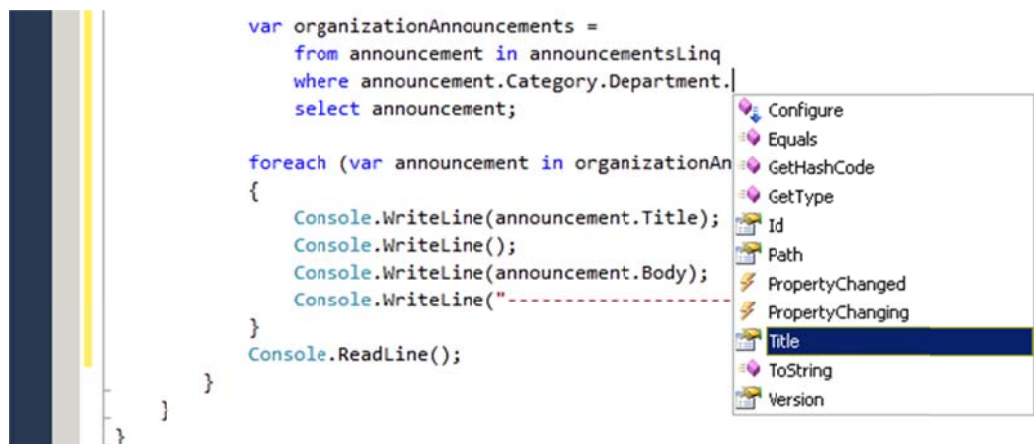 var organizationAnnouncements =
from announcement in announcementsLinq
where announcement.Category.Department.
select announcement;
foreach (var announcement in organizationAn
{
Console.WriteLine(announcement.Title);
Console.WriteLine();
Console.WriteLine(announcement.Body);
Console.WriteLine("---------------------
}
Console.ReadLine();
}
}
}
Configure
Equals
GetHashCode
GetType
Id
Path
PropertyChanged
PropertyChanging
Title
ToString
Version